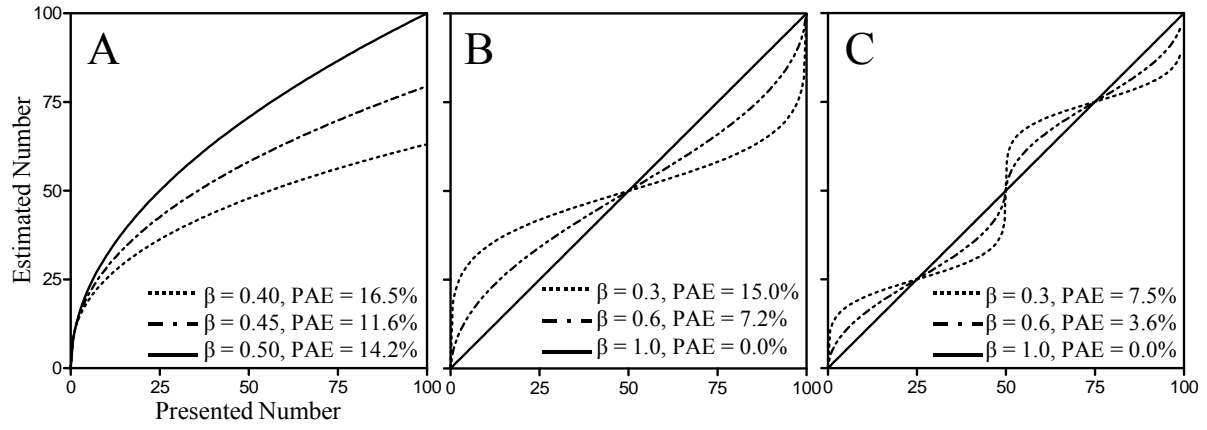 A
B
C
Estimated Number
100
75
50
25
0
β = 0.40, PAE = 16.5%
β = 0.45, PAE = 11.6%
β = 0.50, PAE = 14.2%
β = 0.3, PAE = 15.0%
β = 0.6, PAE = 7.2%
β = 1.0, PAE = 0.0%
β = 0.3, PAE = 7.5%
β = 0.6, PAE = 3.6%
β = 1.0, PAE = 0.0%
0 25 50 75 100
0 25 50 75 100
0 25 50 75 100
Presented Number